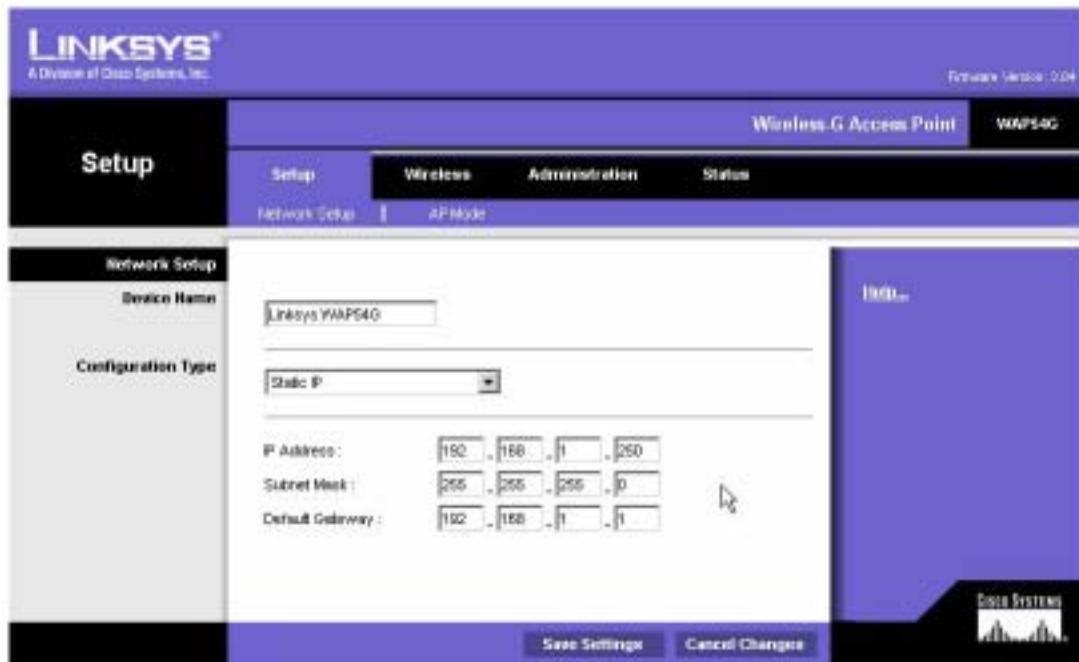 LINKSYS®
A Division of Cisco Systems, Inc.
Firmware Version: 2.04
Wireless-G Access Point
WAP54G
Setup
Setup
Wireless
Administration
Status
Network Setup
AP Mode
Network Setup
Device Name
Linksys WAP54G
Help...
Configuration Type
Static IP
IP Address : 192 . 168 . 1 . 250
Subnet Mask : 255 . 255 . 255 . 0
Default Gateway : 192 . 168 . 1 . 1
CISCO SYSTEMS
Save Settings
Cancel Changes